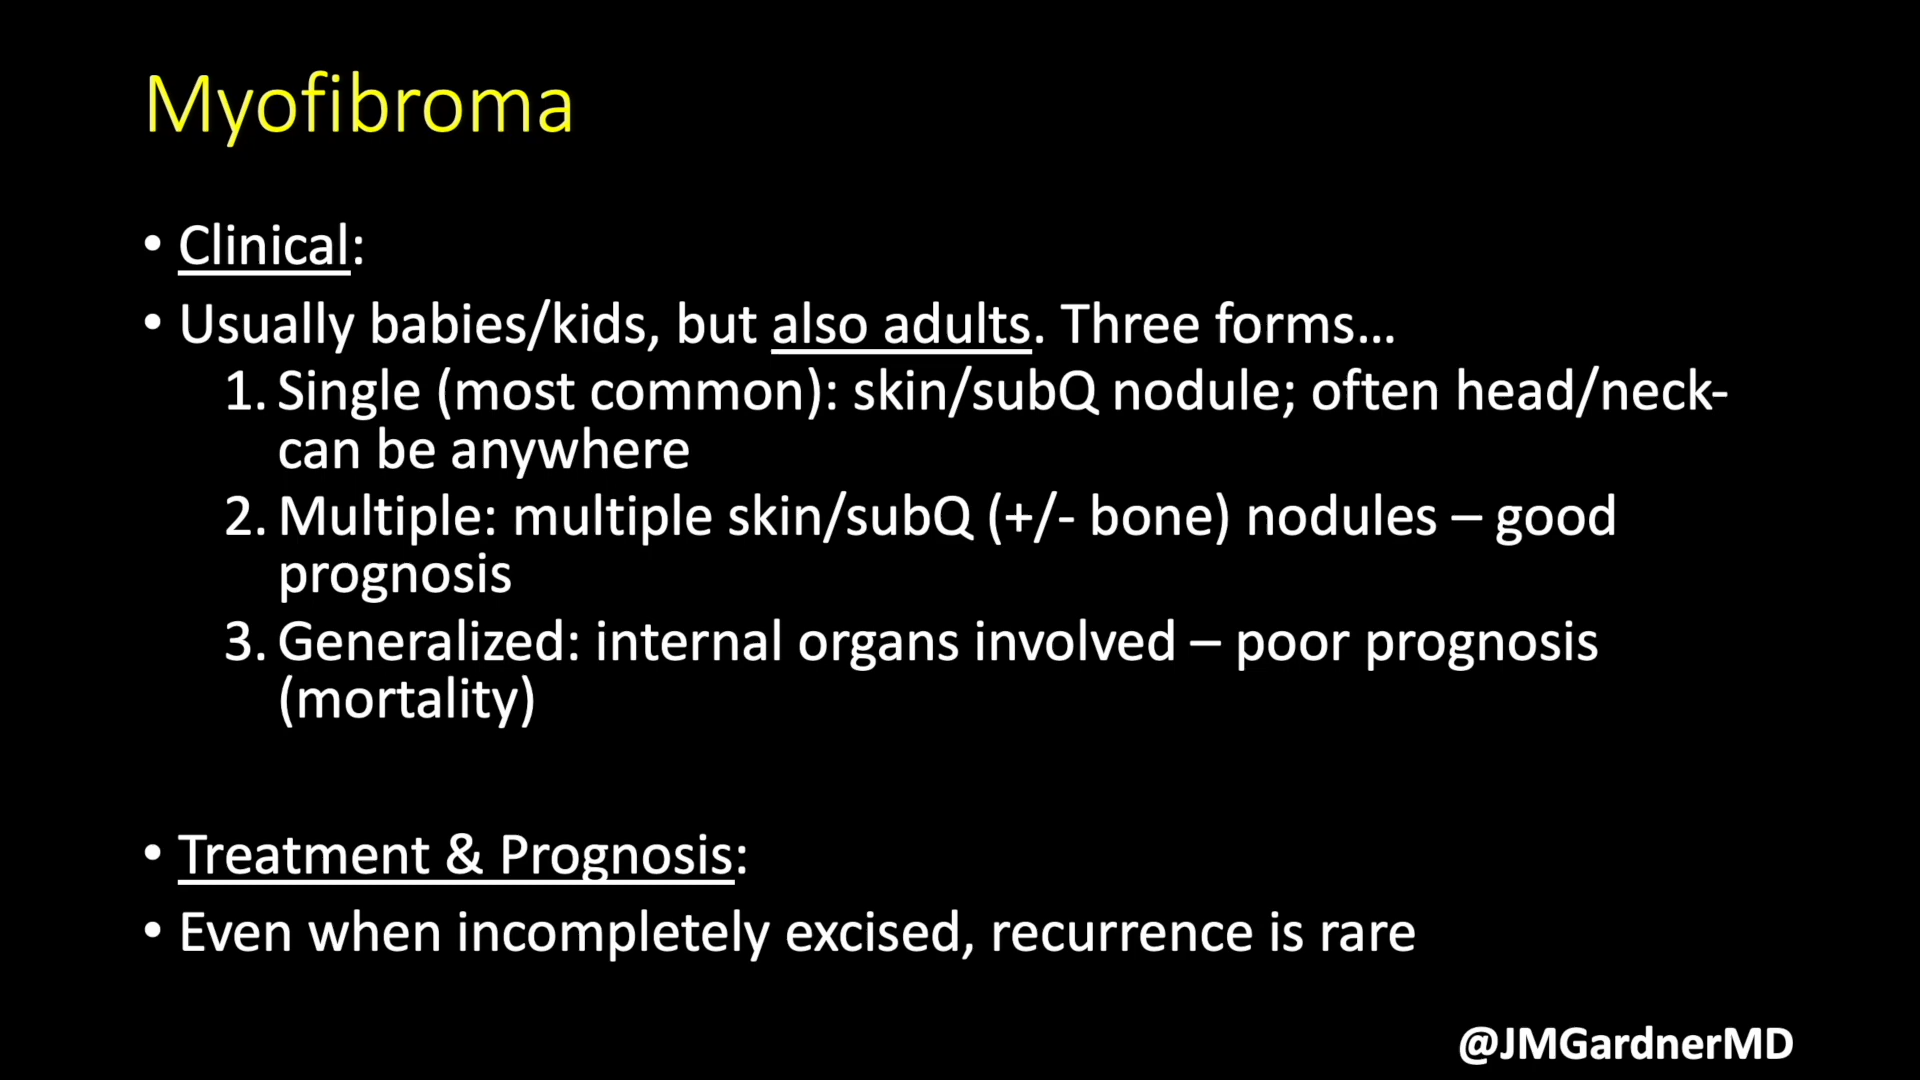 Myofibroma
• Clinical:
• Usually babies/kids, but also adults. Three forms...
1. Single (most common): skin/subQ nodule; often head/neck-
can be anywhere
2. Multiple: multiple skin/subQ (+/- bone) nodules – good
prognosis
3. Generalized: internal organs involved – poor prognosis
(mortality)
• Treatment & Prognosis:
• Even when incompletely excised, recurrence is rare
@JMGardnerMD